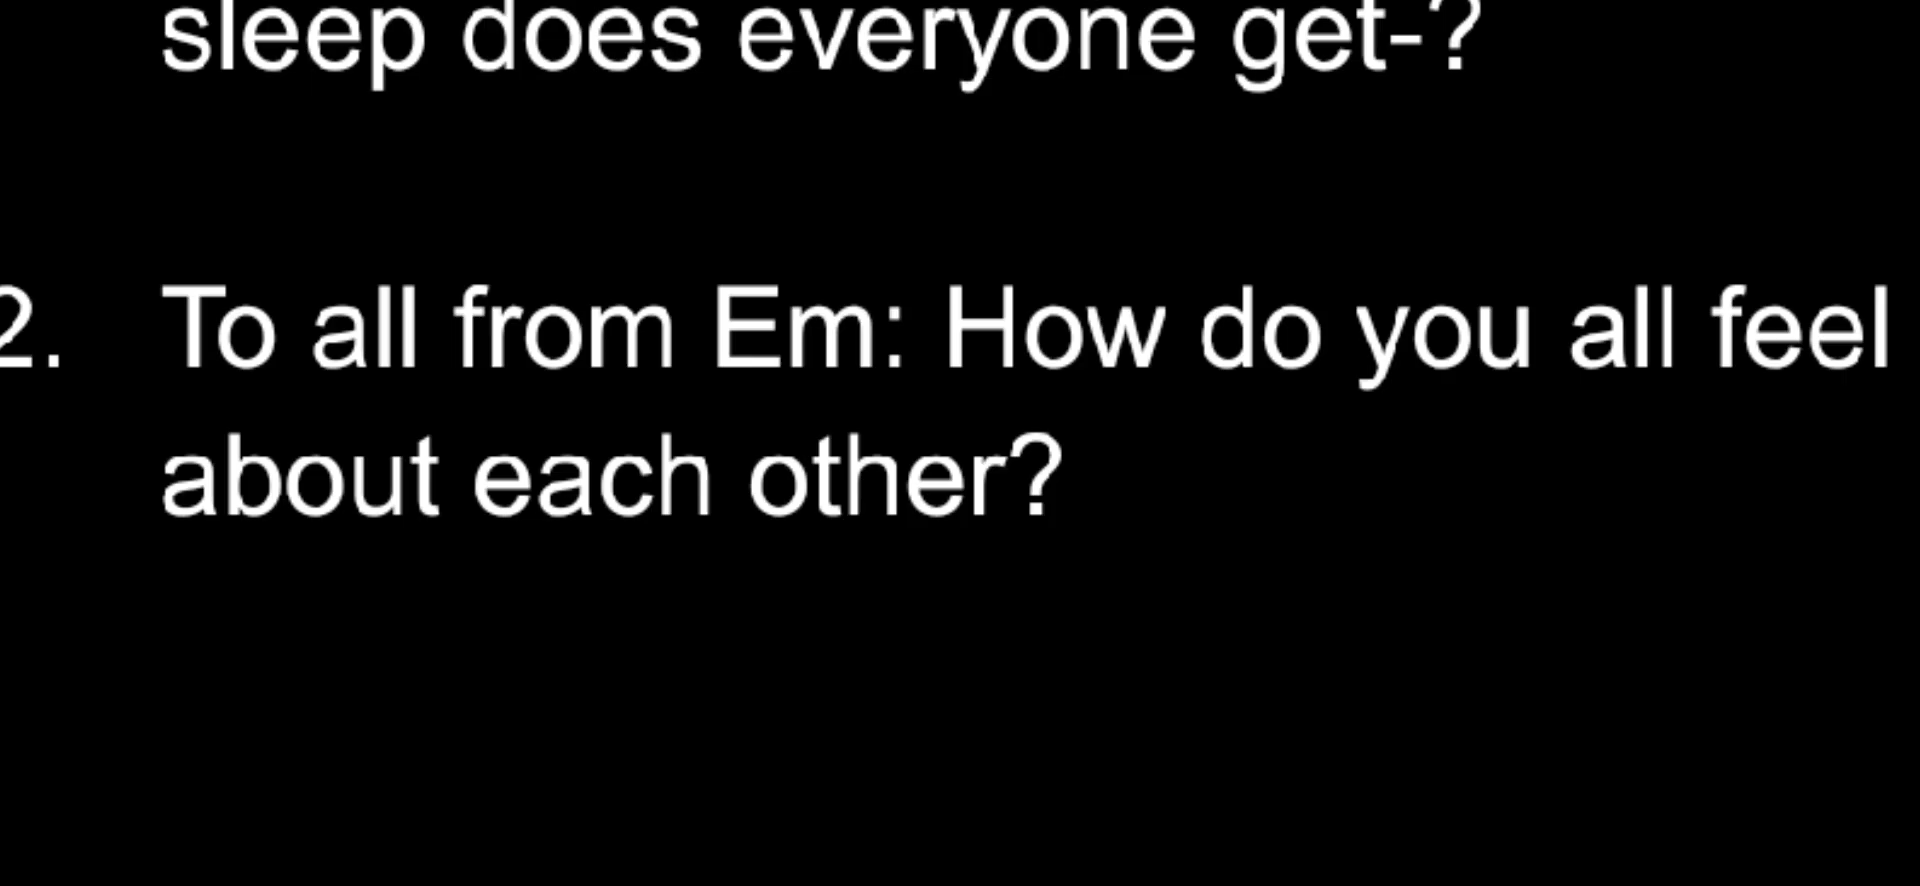 sleep does everyone get-?
2. To all from Em: How do you all feel
about each other?